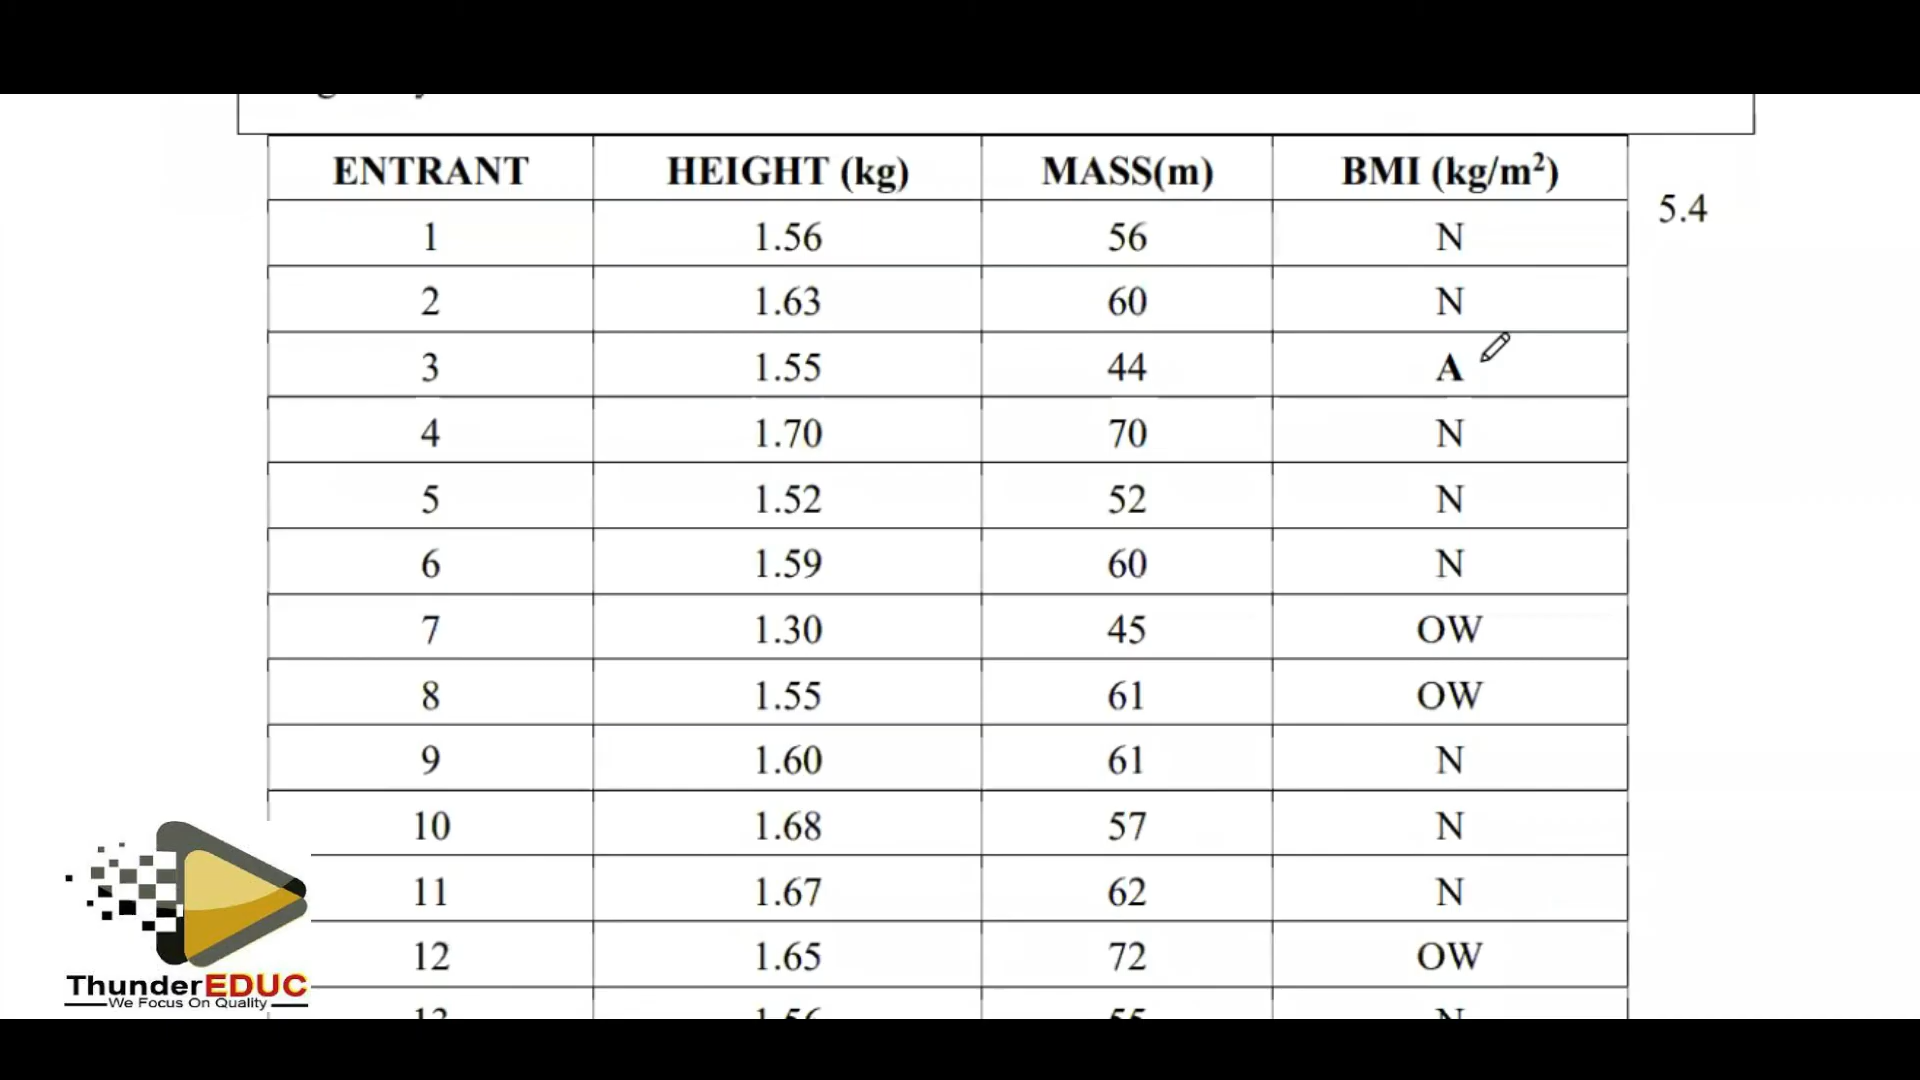 ENTRANT HEIGHT (kg) MASS(m) BMI (kg/m²)
5.4
1 1.56 56 N
2 1.63 60 N
3 1.55 44 A
4 1.70 70 N
5 1.52 52 N
6 1.59 60 N
7 1.30 45 OW
8 1.55 61 OW
9 1.60 61 N
10 1.68 57 N
11 1.67 62 N
12 1.65 72 OW
ThunderEDUC
We Focus On Quality